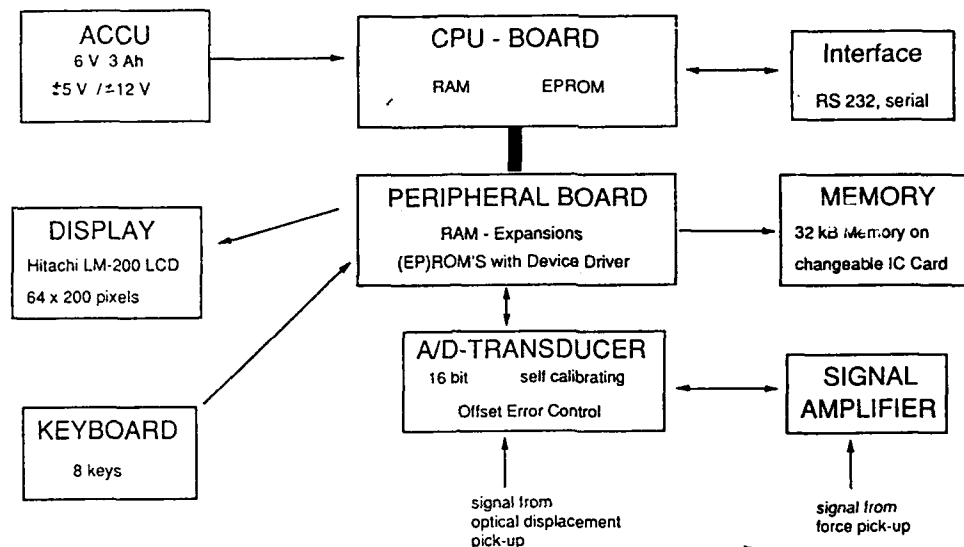 ACCU
6 V 3 Ah
±5 V / ±12 V
CPU - BOARD
RAM EPROM
Interface
RS 232, serial
PERIPHERAL BOARD
RAM - Expansions
(EP)ROM'S with Device Driver
MEMORY
32 kB Memory on
changeable IC Card
DISPLAY
Hitachi LM-200 LCD
64 x 200 pixels
A/D-TRANSDUCER
16 bit self calibrating
Offset Error Control
SIGNAL
AMPLIFIER
KEYBOARD
8 keys
signal from
optical displacement
pick-up
signal from
force pick-up